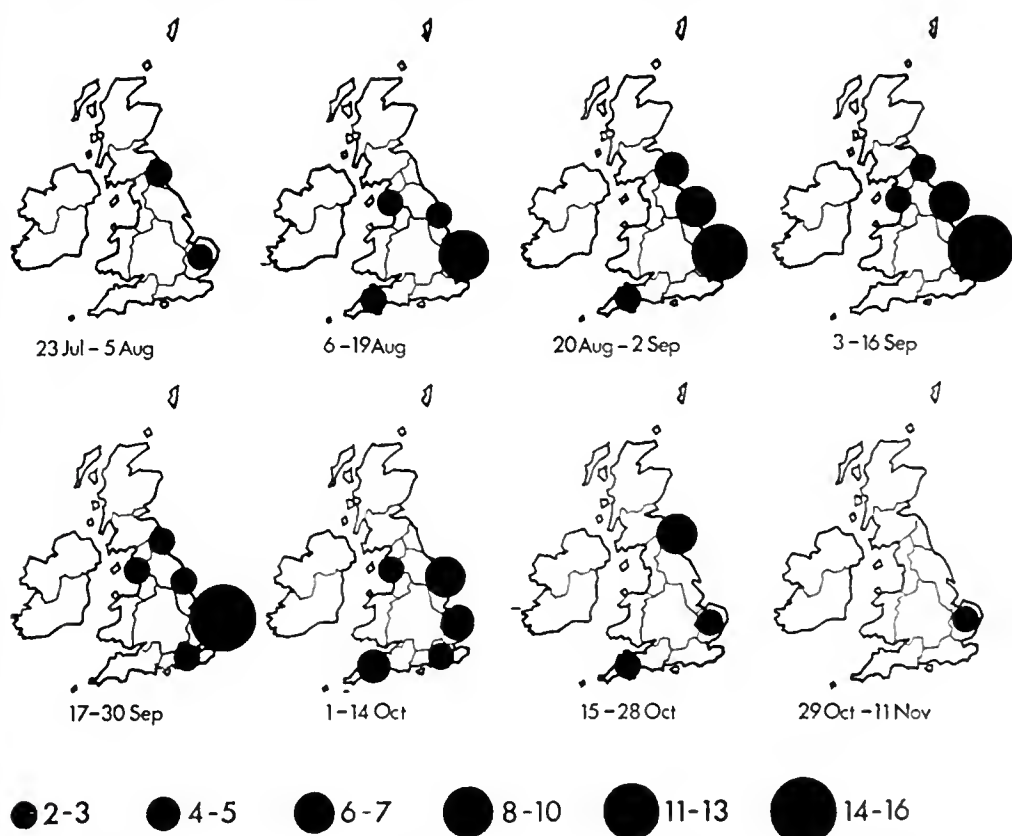 23 Jul - 5 Aug
6 - 19 Aug
20 Aug - 2 Sep
3 - 16 Sep
17 - 30 Sep
1 - 14 Oct
15 - 28 Oct
29 Oct - 11 Nov
2 - 3
4 - 5
6 - 7
8 - 10
11 - 13
14 - 16